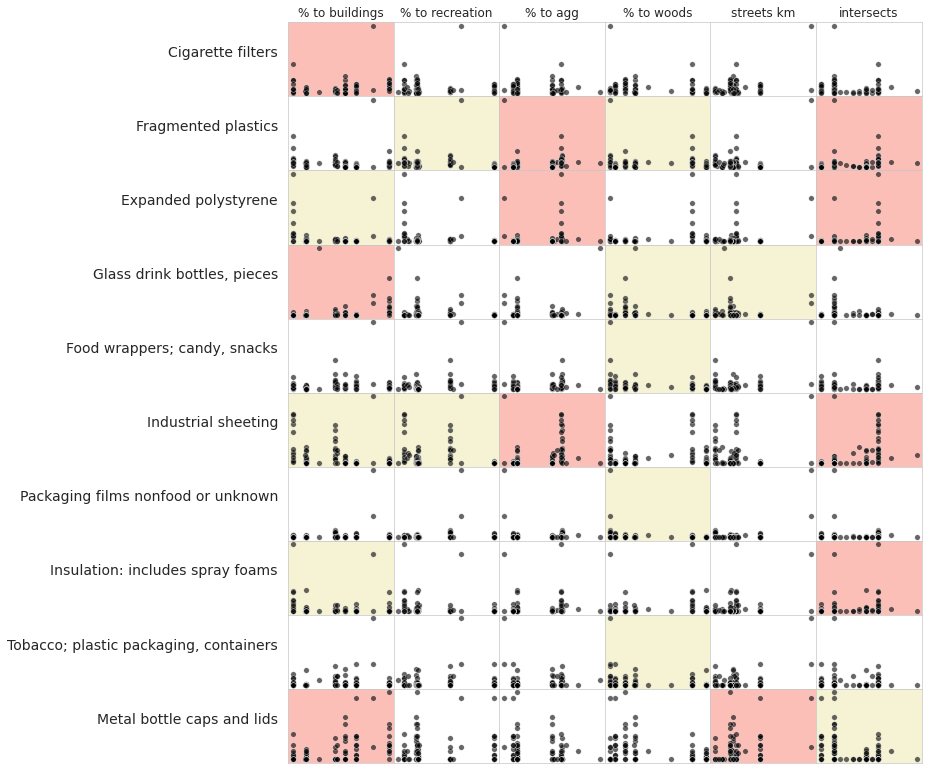 % to buildings % to recreation % to agg % to woods streets km intersects
Cigarette filters
Fragmented plastics
Expanded polystyrene
Glass drink bottles, pieces
Food wrappers; candy, snacks
Industrial sheeting
Packaging films nonfood or unknown
Insulation: includes spray foams
Tobacco; plastic packaging, containers
Metal bottle caps and lids